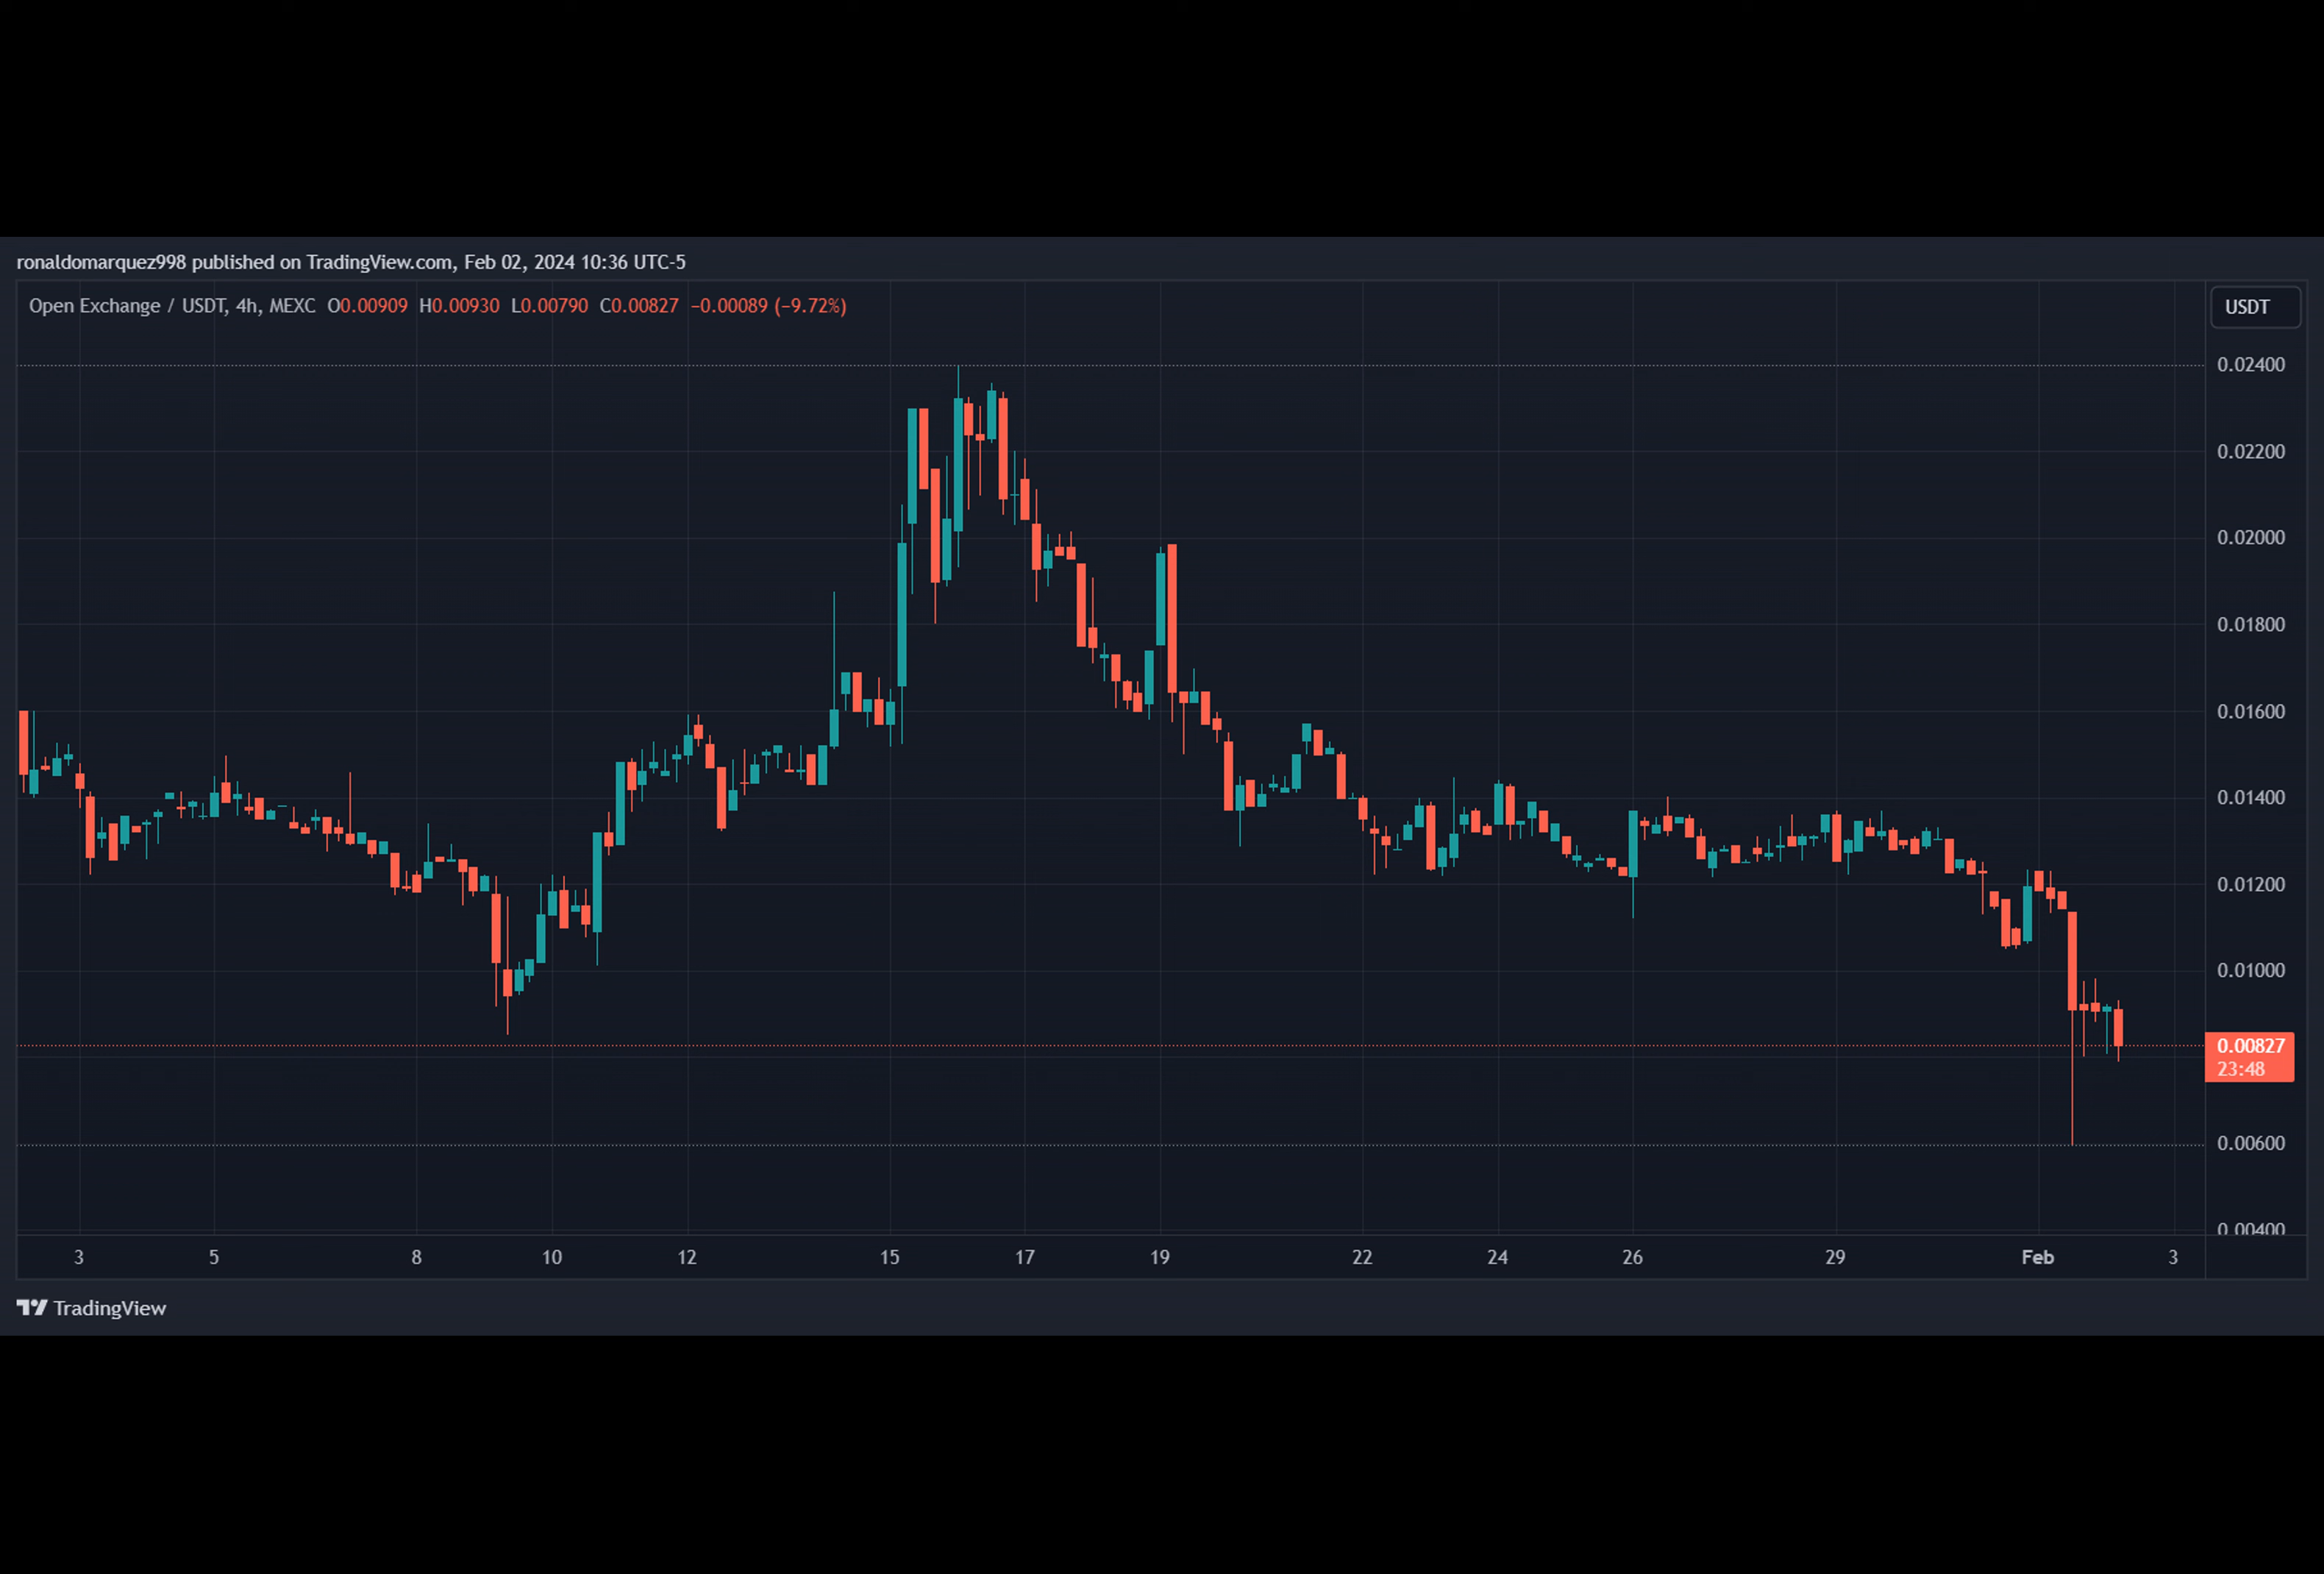 ronaldomarquez998 published on TradingView.com, Feb 02, 2024 10:36 UTC-5
Open Exchange / USDT, 4h, MEXC O0.00909 H0.00930 L0.00790 C0.00827 −0.00089 (−9.72%)
USDT
0.02400
0.02200
0.02000
0.01800
0.01600
0.01400
0.01200
0.01000
0.00827
23:48
0.00600
0.00400
3 5 8 10 12 15 17 19 22 24 26 29 Feb 3
TradingView